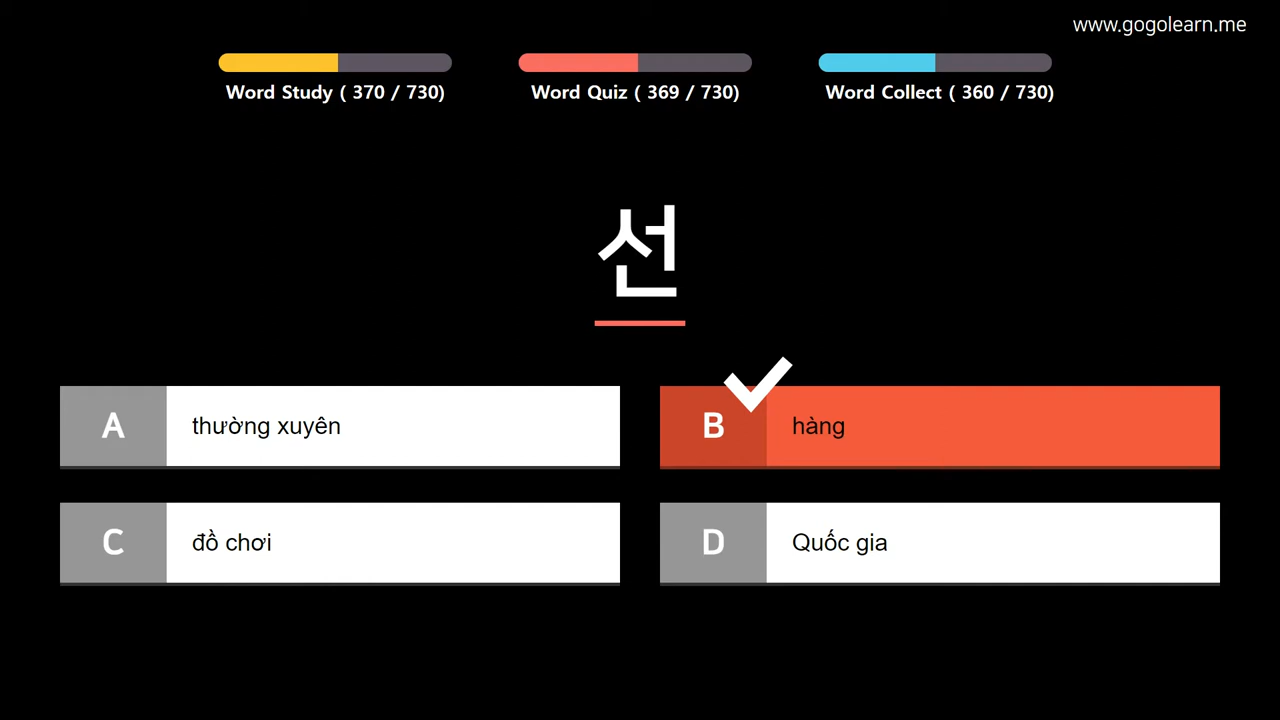 www.gogolearn.me
Word Study ( 370 / 730)
Word Quiz ( 369 / 730)
Word Collect ( 360 / 730)
선
A thường xuyên
B hàng
C đồ chơi
D Quốc gia